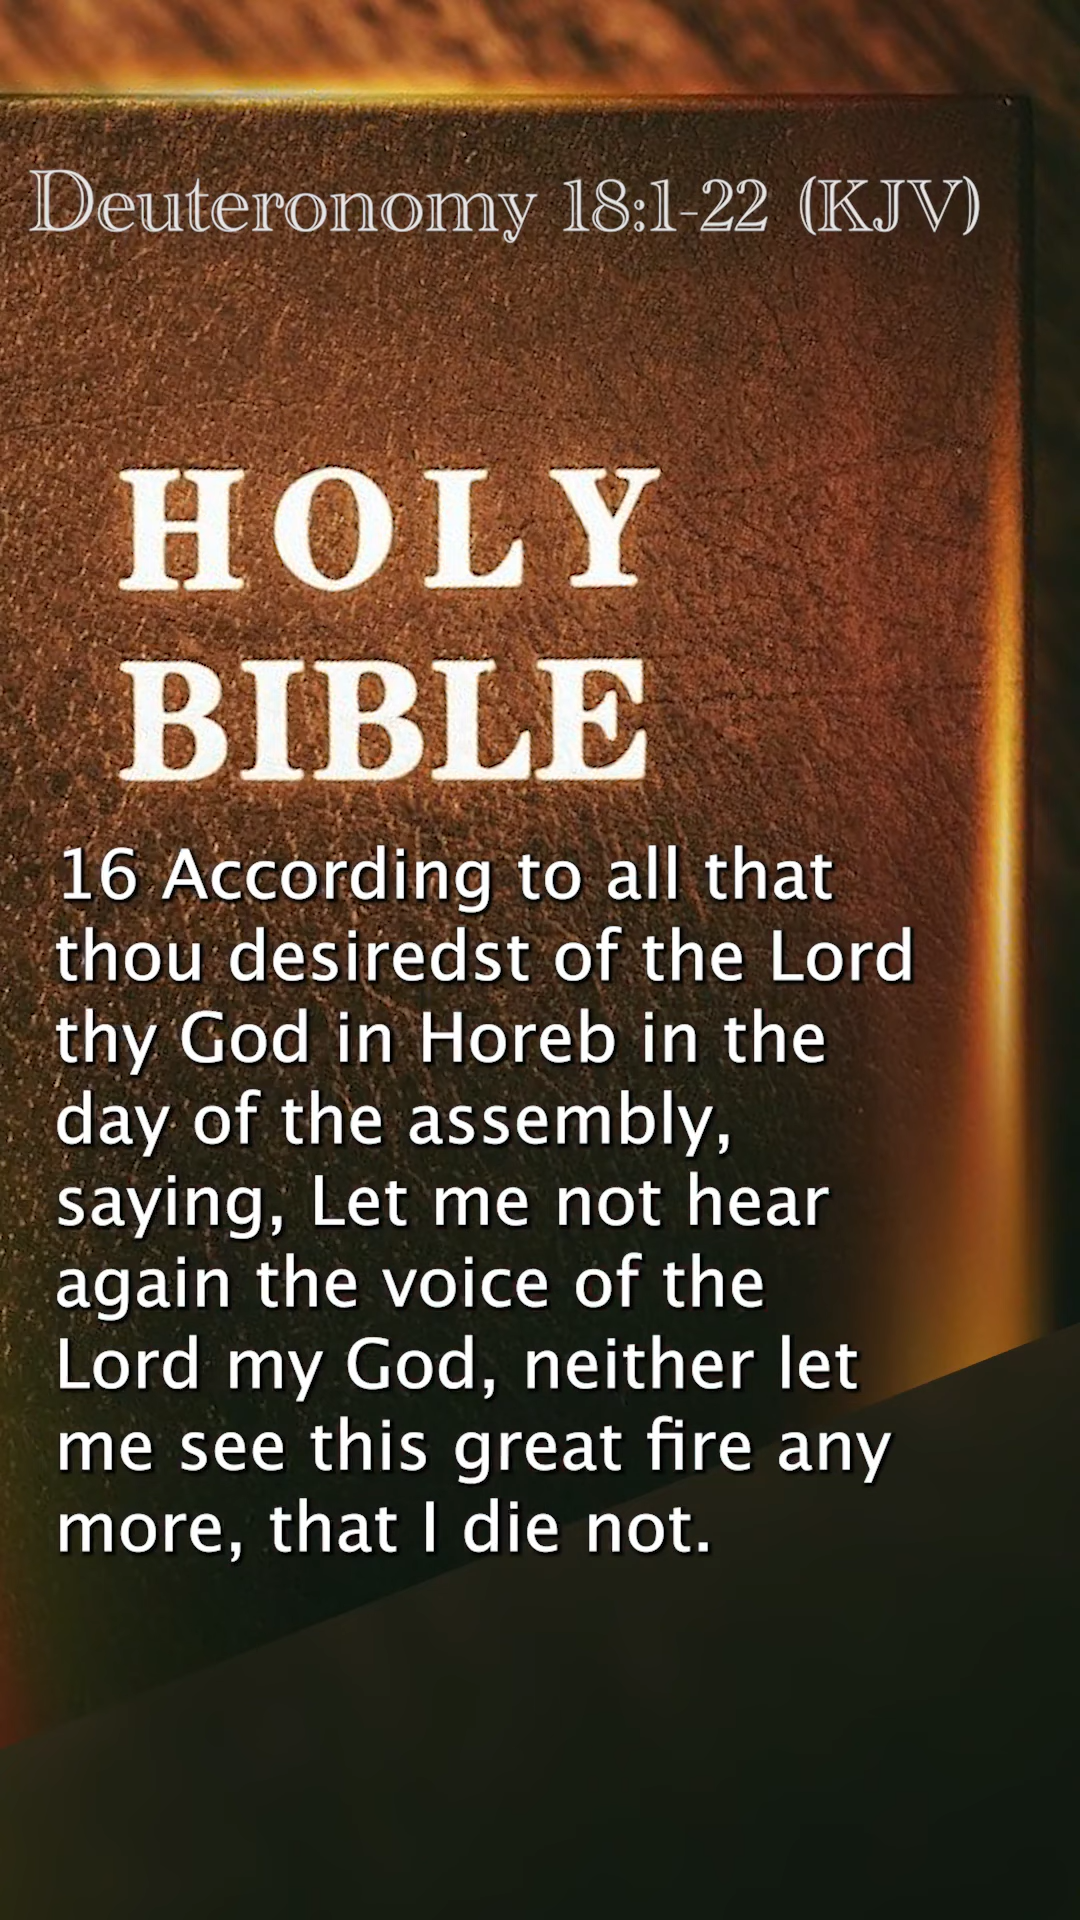 Deuteronomy 18:1-22 (KJV)
HOLY
BIBLE
16 According to all that
thou desiredst of the Lord
thy God in Horeb in the
day of the assembly,
saying, Let me not hear
again the voice of the
Lord my God, neither let
me see this great fire any
more, that I die not.